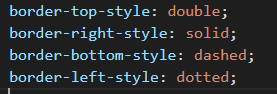 border-top-style: double;
border-right-style: solid;
border-bottom-style: dashed;
border-left-style: dotted;